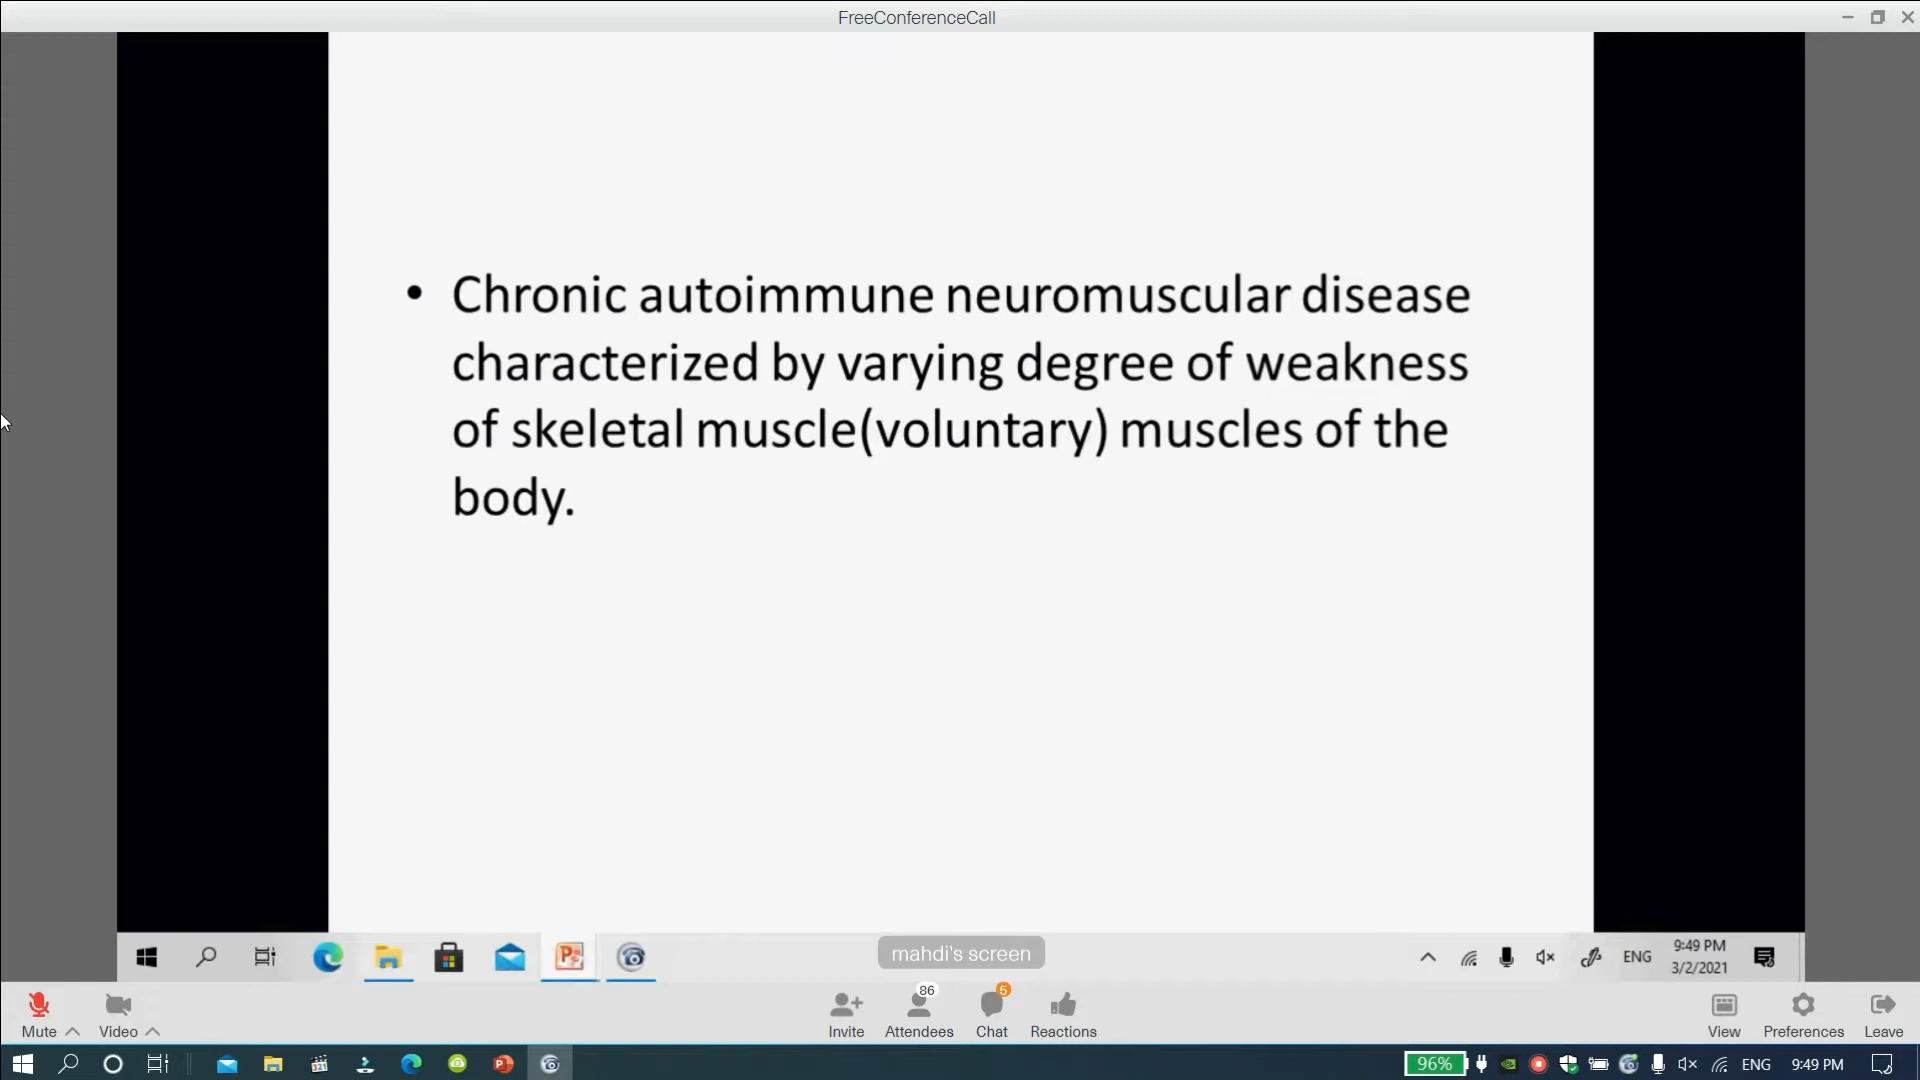 FreeConferenceCall
• Chronic autoimmune neuromuscular disease
characterized by varying degree of weakness
of skeletal muscle(voluntary) muscles of the
body.
mahdi's screen
ENG
9:49 PM
3/2/2021
Mute
Video
Invite
86
Attendees
5
Chat
Reactions
View
Preferences
Leave
96%
ENG
9:49 PM